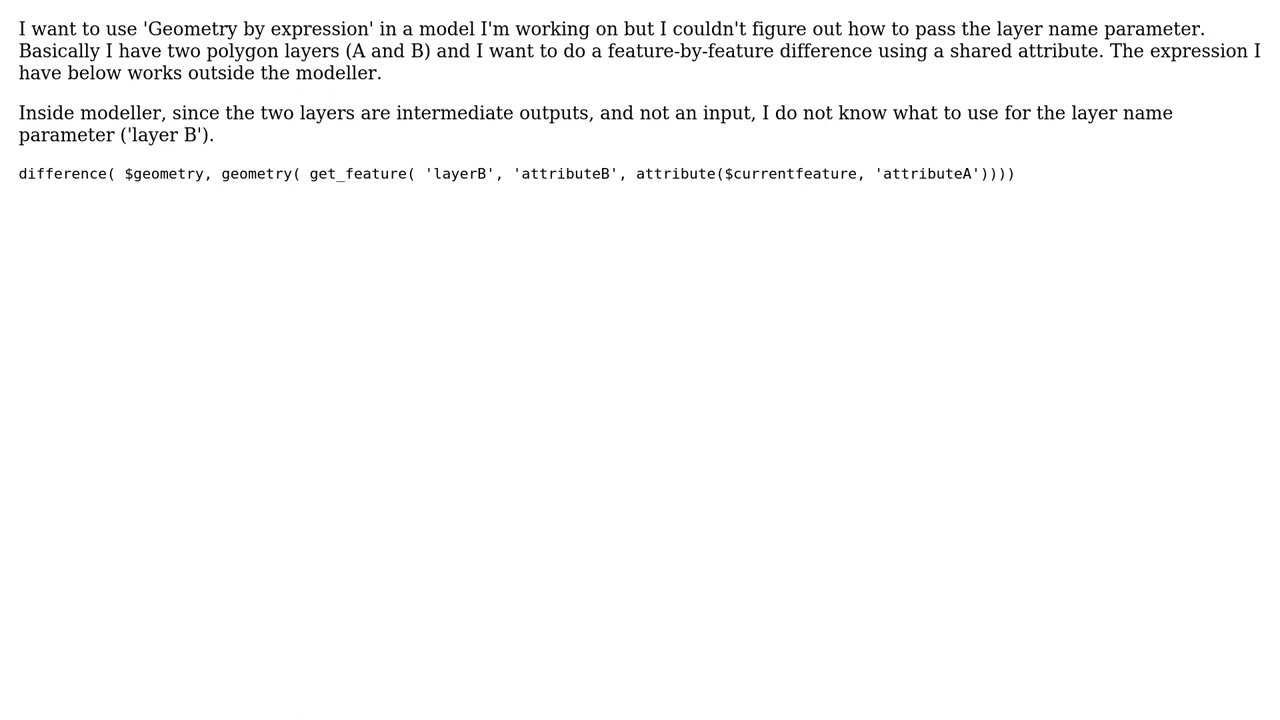 I want to use 'Geometry by expression' in a model I'm working on but I couldn't figure out how to pass the layer name parameter.
Basically I have two polygon layers (A and B) and I want to do a feature-by-feature difference using a shared attribute. The expression I
have below works outside the modeller.
Inside modeller, since the two layers are intermediate outputs, and not an input, I do not know what to use for the layer name
parameter ('layer B').
difference( $geometry, geometry( get_feature( 'layerB', 'attributeB', attribute($currentfeature, 'attributeA'))))